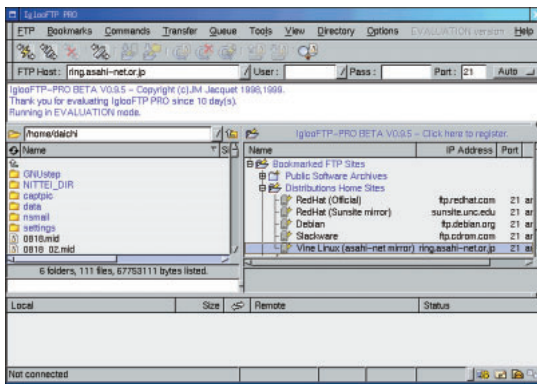 IglooFTP PRO
FTP Bookmarks Commands Transfer Queue Tools View Directory Options EVALUATION version Help
FTP Host: ring.asahi-net.or.jp User: Pass: Port: 21 Auto
IglooFTP-PRO BETA V0.9.5 - Copyright (c) JM Jacquet 1998,1999.
Thank you for evaluating IglooFTP PRO since 10 day(s).
Running in EVALUATION mode.
/home/daichi
IglooFTP-PRO BETA V0.9.5 - Click here to register.
Name
Name IP Address Port
GNUstep
NITTEI_DIR
captpic
data
nsmail
settings
0818.mid
0818_02.mid
Bookmarked FTP Sites
Public Software Archives
Distributions Home Sites
RedHat (Official) ftp.redhat.com 21
RedHat (Sunsite mirror) sunsite.unc.edu 21
Debian ftp.debian.org 21
Slackware ftp.cdrom.com 21
Vine Linux (asahi-net mirror) ring.asahi-net.or.jp 21
6 folders, 111 files, 67753111 bytes listed.
Local Size Remote Status
Not connected